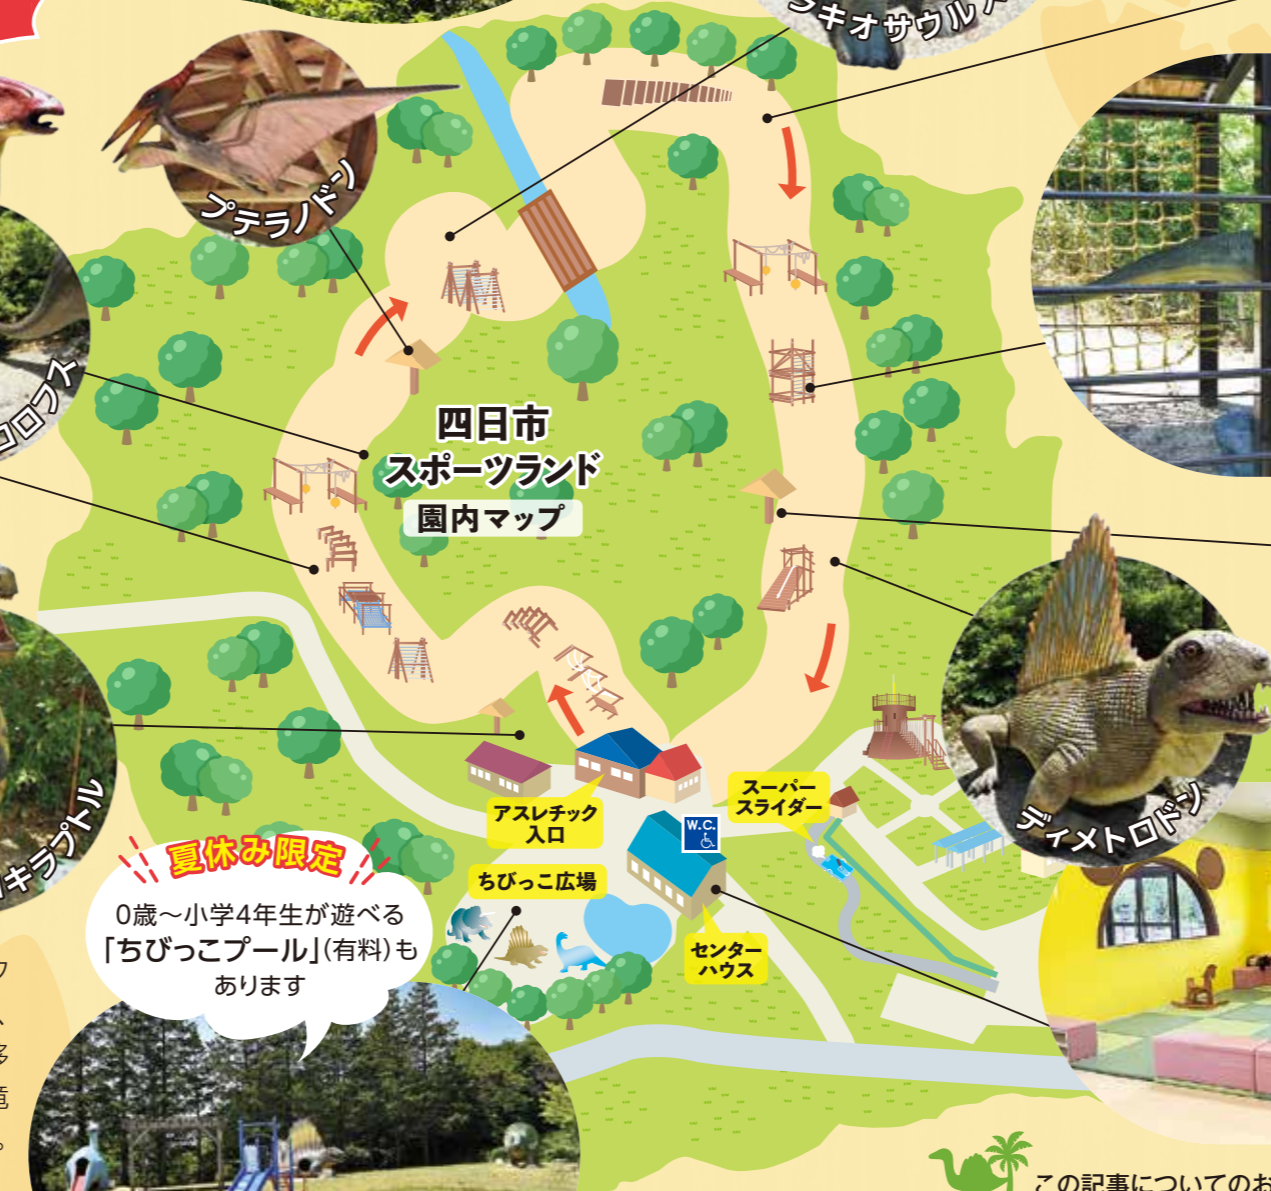 ラキオサウルス
プテラノドン
コロフス
四日市
スポーツランド
園内マップ
ディメトロドン
キラプトル
アスレチック
入口
スーパー
スライダー
W.C.
ちびっこ広場
センター
ハウス
夏休み限定
0歳〜小学4年生が遊べる
「ちびっこプール」(有料)も
あります
この記事についてのお